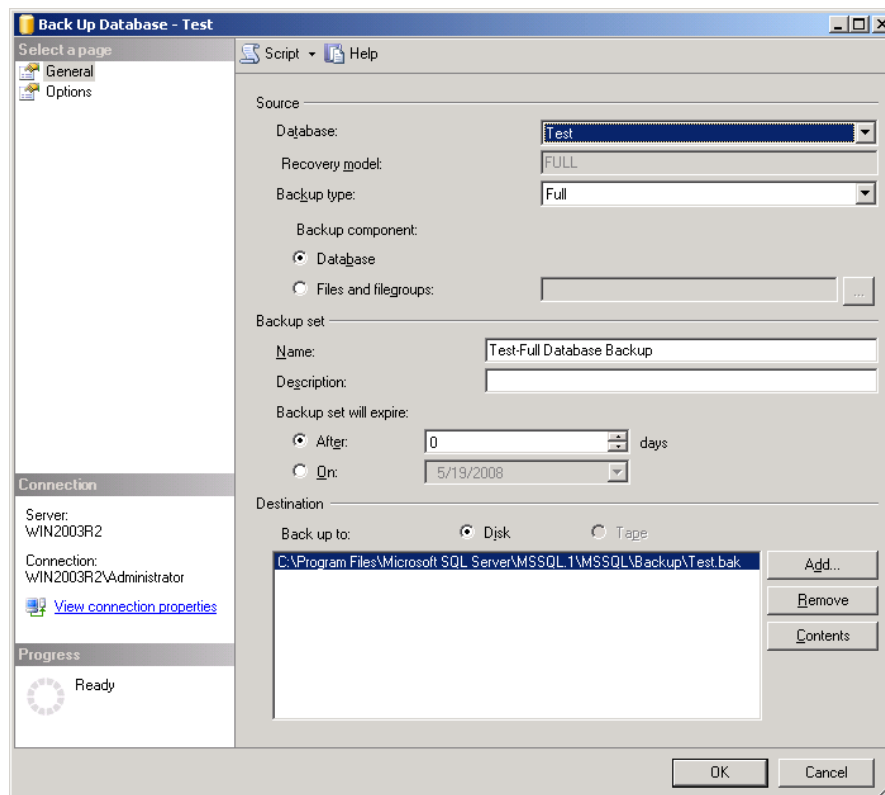 Back Up Database - Test
Select a page
General
Options
Script
Help
Source
Database:
Test
Recovery model:
FULL
Backup type:
Full
Backup component:
Database
Files and filegroups:
...
Backup set
Name:
Test-Full Database Backup
Description:
Backup set will expire:
After:
0
days
On:
5/19/2008
Destination
Back up to:
Disk
Tape
C:\Program Files\Microsoft SQL Server\MSSQL.1\MSSQL\Backup\Test.bak
Add...
Remove
Contents
Connection
Server:
WIN2003R2
Connection:
WIN2003R2\Administrator
View connection properties
Progress
Ready
OK
Cancel